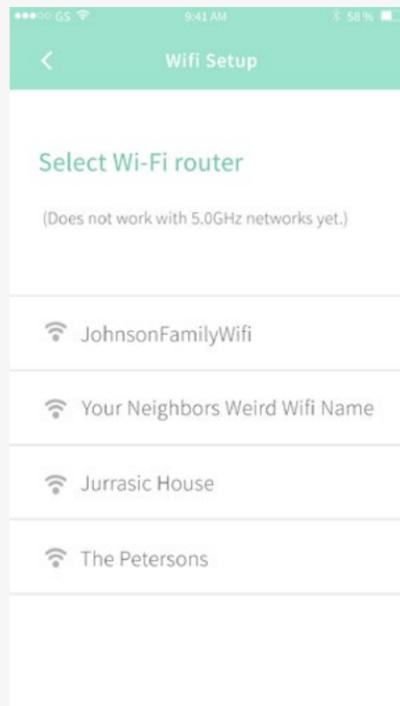 GS 9:41 AM 58%
Wifi Setup
Select Wi-Fi router
(Does not work with 5.0GHz networks yet.)
JohnsonFamilyWifi
Your Neighbors Weird Wifi Name
Jurrasic House
The Petersons